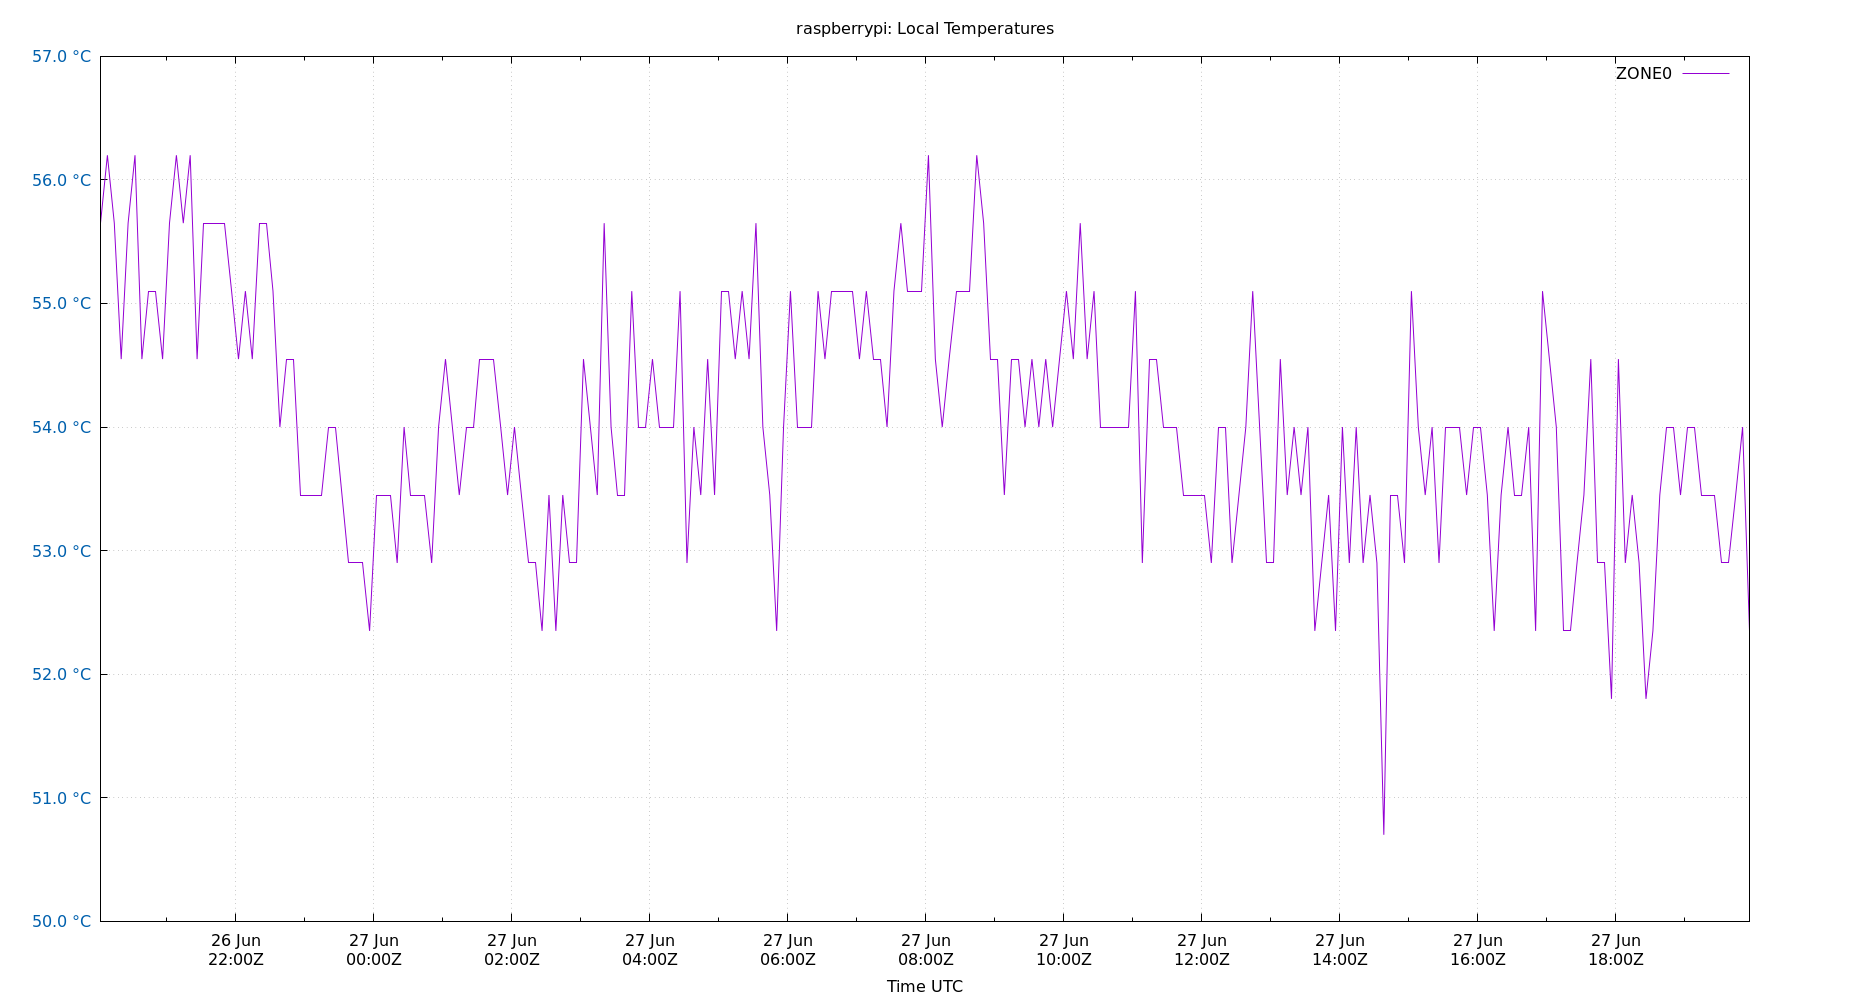 raspberrypi: Local Temperatures
57.0 °C
ZONE0
56.0 °C
55.0 °C
54.0 °C
53.0 °C
52.0 °C
51.0 °C
50.0 °C
26 Jun 27 Jun 27 Jun 27 Jun 27 Jun 27 Jun 27 Jun 27 Jun 27 Jun 27 Jun 27 Jun
22:00Z 00:00Z 02:00Z 04:00Z 06:00Z 08:00Z 10:00Z 12:00Z 14:00Z 16:00Z 18:00Z
Time UTC